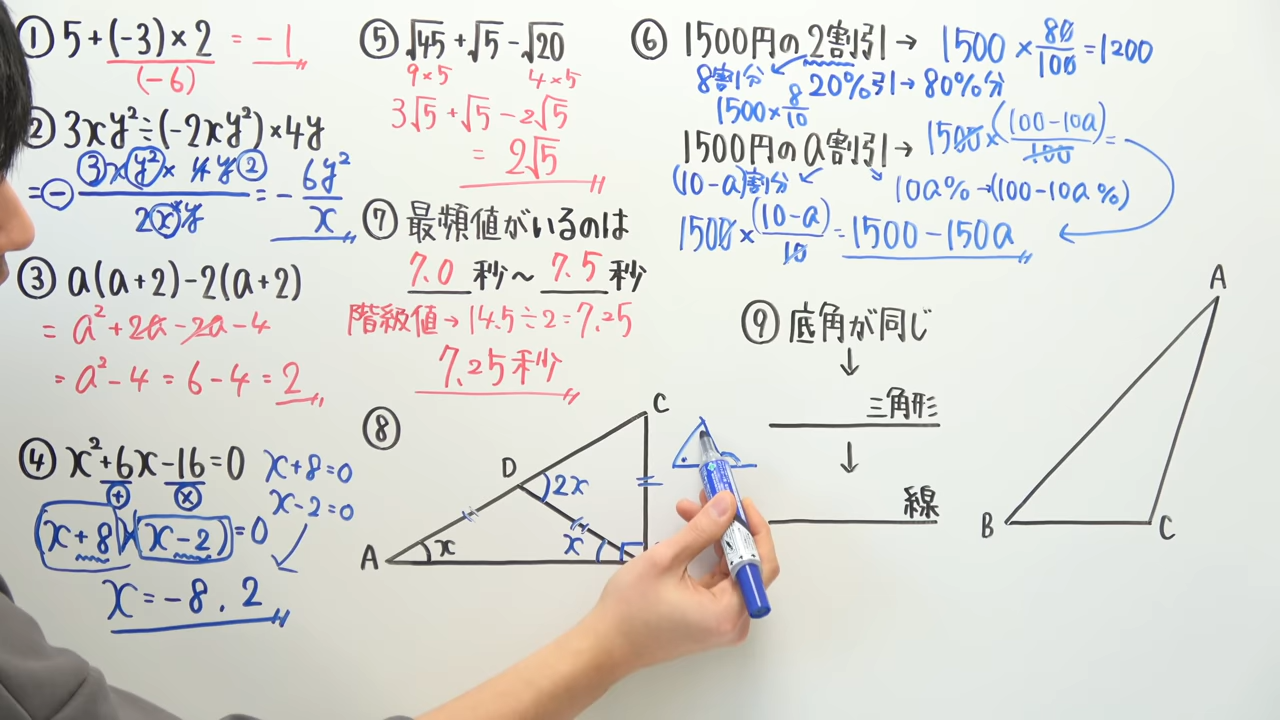 ① 5+(-3)×2 = -1
(-6)
② 3xy²÷(-2xy²)×4y
= - 3x y² × 4y 2 / 2xy = - 6y² / x
③ a(a+2)-2(a+2)
= a²+2a-2a-4
= a²-4 = 6-4 = 2
④ x²+6x-16=0
+ ×
x+8=0
x-2=0
(x+8)(x-2)=0
x=-8, 2
⑤ √45+√5-√20
9×5 4×5
3√5+√5-2√5
= 2√5
⑦ 最頻値がいるのは
7.0 秒〜 7.5 秒
階級値→14.5÷2=7.25
7.25秒
⑧
A
D
C
x
2x
x
⑥ 1500円の2割引→ 1500×80/100=1200
8割分 20%引→80%分
1500×8/10
1500円のa割引→ 1500×(100-10a)/100=
(10-a)割分 10a%→(100-10a%)
1500×(10-a)/10=1500-150a
⑨ 底角が同じ
↓
三角形
↓
線
A
B
C